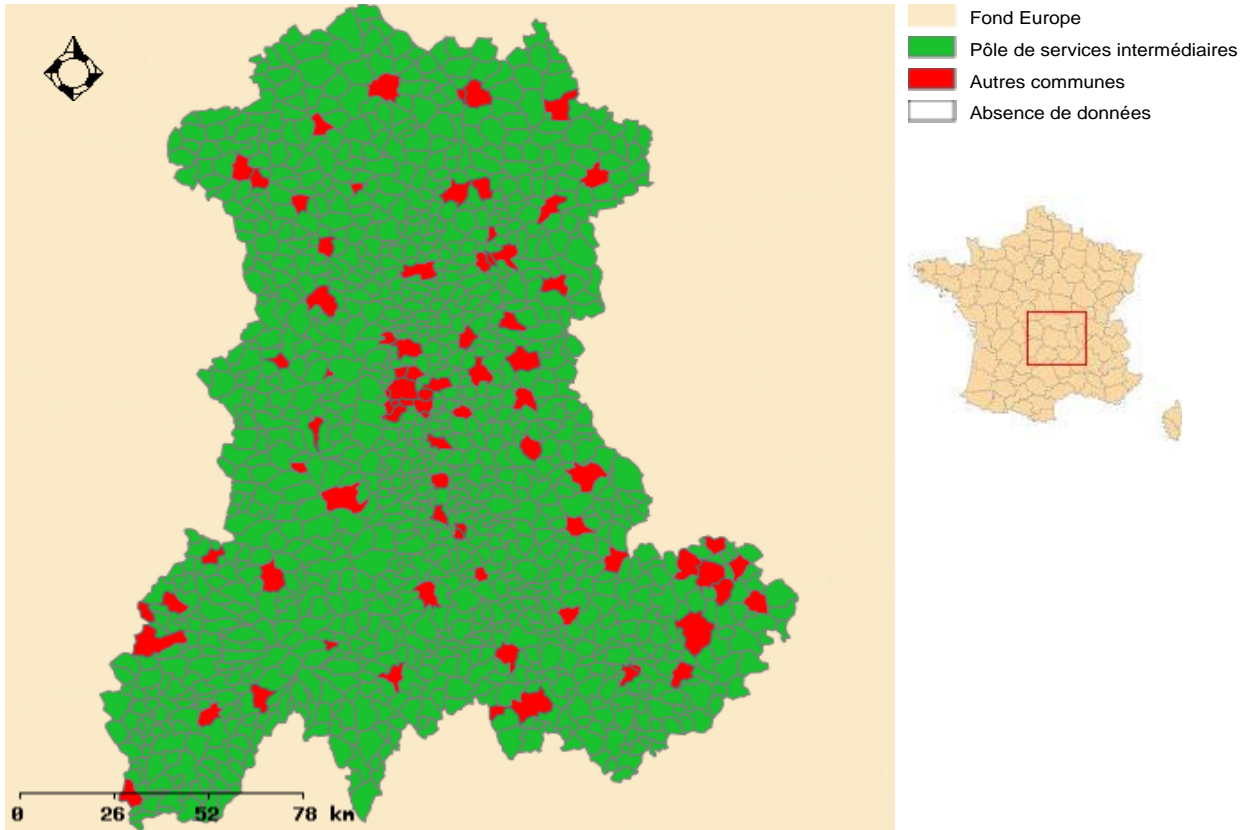 Fond Europe
Pôle de services intermédiaires
Autres communes
Absence de données
0 26 52 78 km